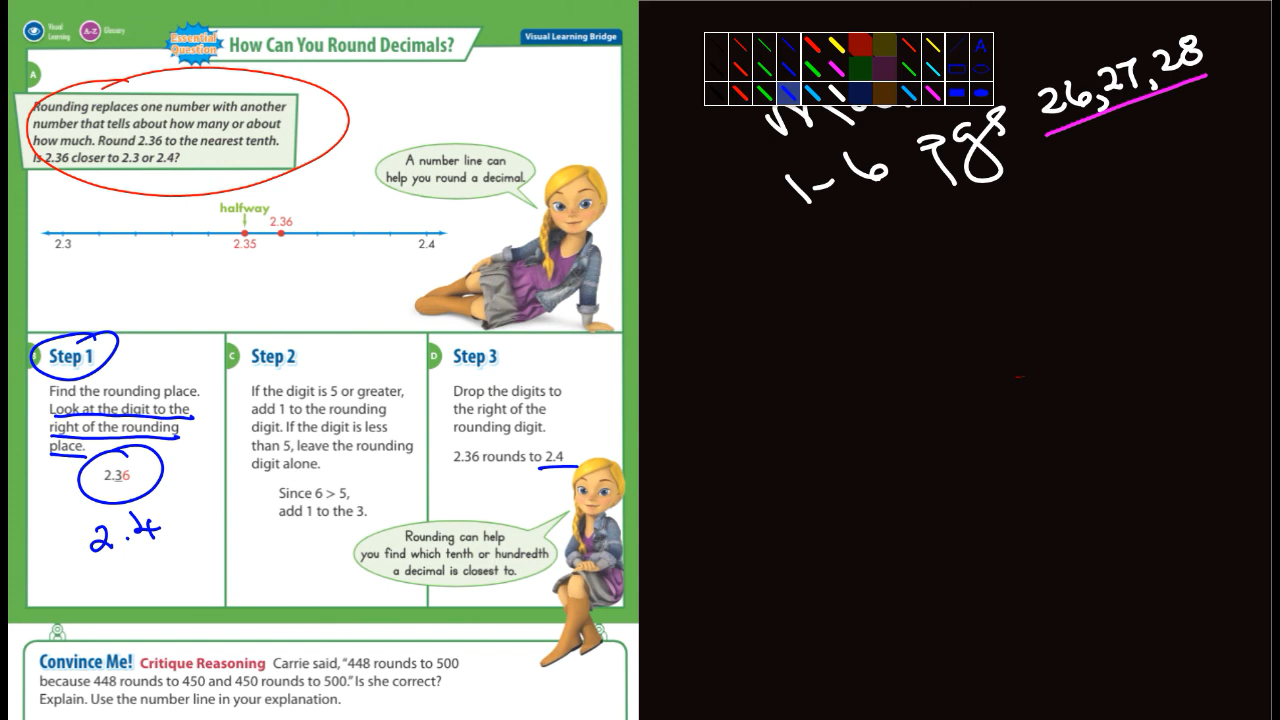 Visual
Learning
A-Z
Glossary
Essential
Question
How Can You Round Decimals?
Visual Learning Bridge
A
Rounding replaces one number with another
number that tells about how many or about
how much. Round 2.36 to the nearest tenth.
Is 2.36 closer to 2.3 or 2.4?
A number line can
help you round a decimal.
halfway
2.36
2.3
2.35
2.4
Step 1
Find the rounding place.
Look at the digit to the
right of the rounding
place.
2.36
2.4
C
Step 2
If the digit is 5 or greater,
add 1 to the rounding
digit. If the digit is less
than 5, leave the rounding
digit alone.
Since 6 > 5,
add 1 to the 3.
D
Step 3
Drop the digits to
the right of the
rounding digit.
2.36 rounds to 2.4
Rounding can help
you find which tenth or hundredth
a decimal is closest to.
Convince Me! Critique Reasoning Carrie said, “448 rounds to 500
because 448 rounds to 450 and 450 rounds to 500.” Is she correct?
Explain. Use the number line in your explanation.
A
1-6 pgs 26,27,28